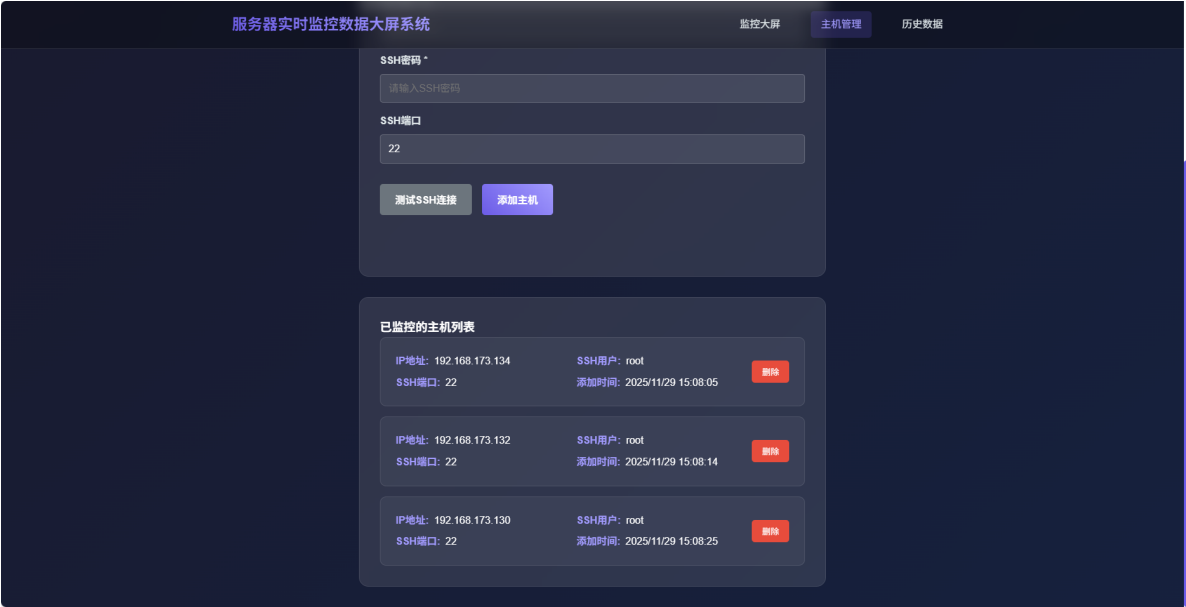 服务器实时监控数据大屏系统 监控大屏 主机管理 历史数据
SSH密码 *
请输入SSH密码
SSH端口
22
测试SSH连接 添加主机
已监控的主机列表
IP地址: 192.168.173.134 SSH用户: root
SSH端口: 22 添加时间: 2025/11/29 15:08:05
删除
IP地址: 192.168.173.132 SSH用户: root
SSH端口: 22 添加时间: 2025/11/29 15:08:14
删除
IP地址: 192.168.173.130 SSH用户: root
SSH端口: 22 添加时间: 2025/11/29 15:08:25
删除